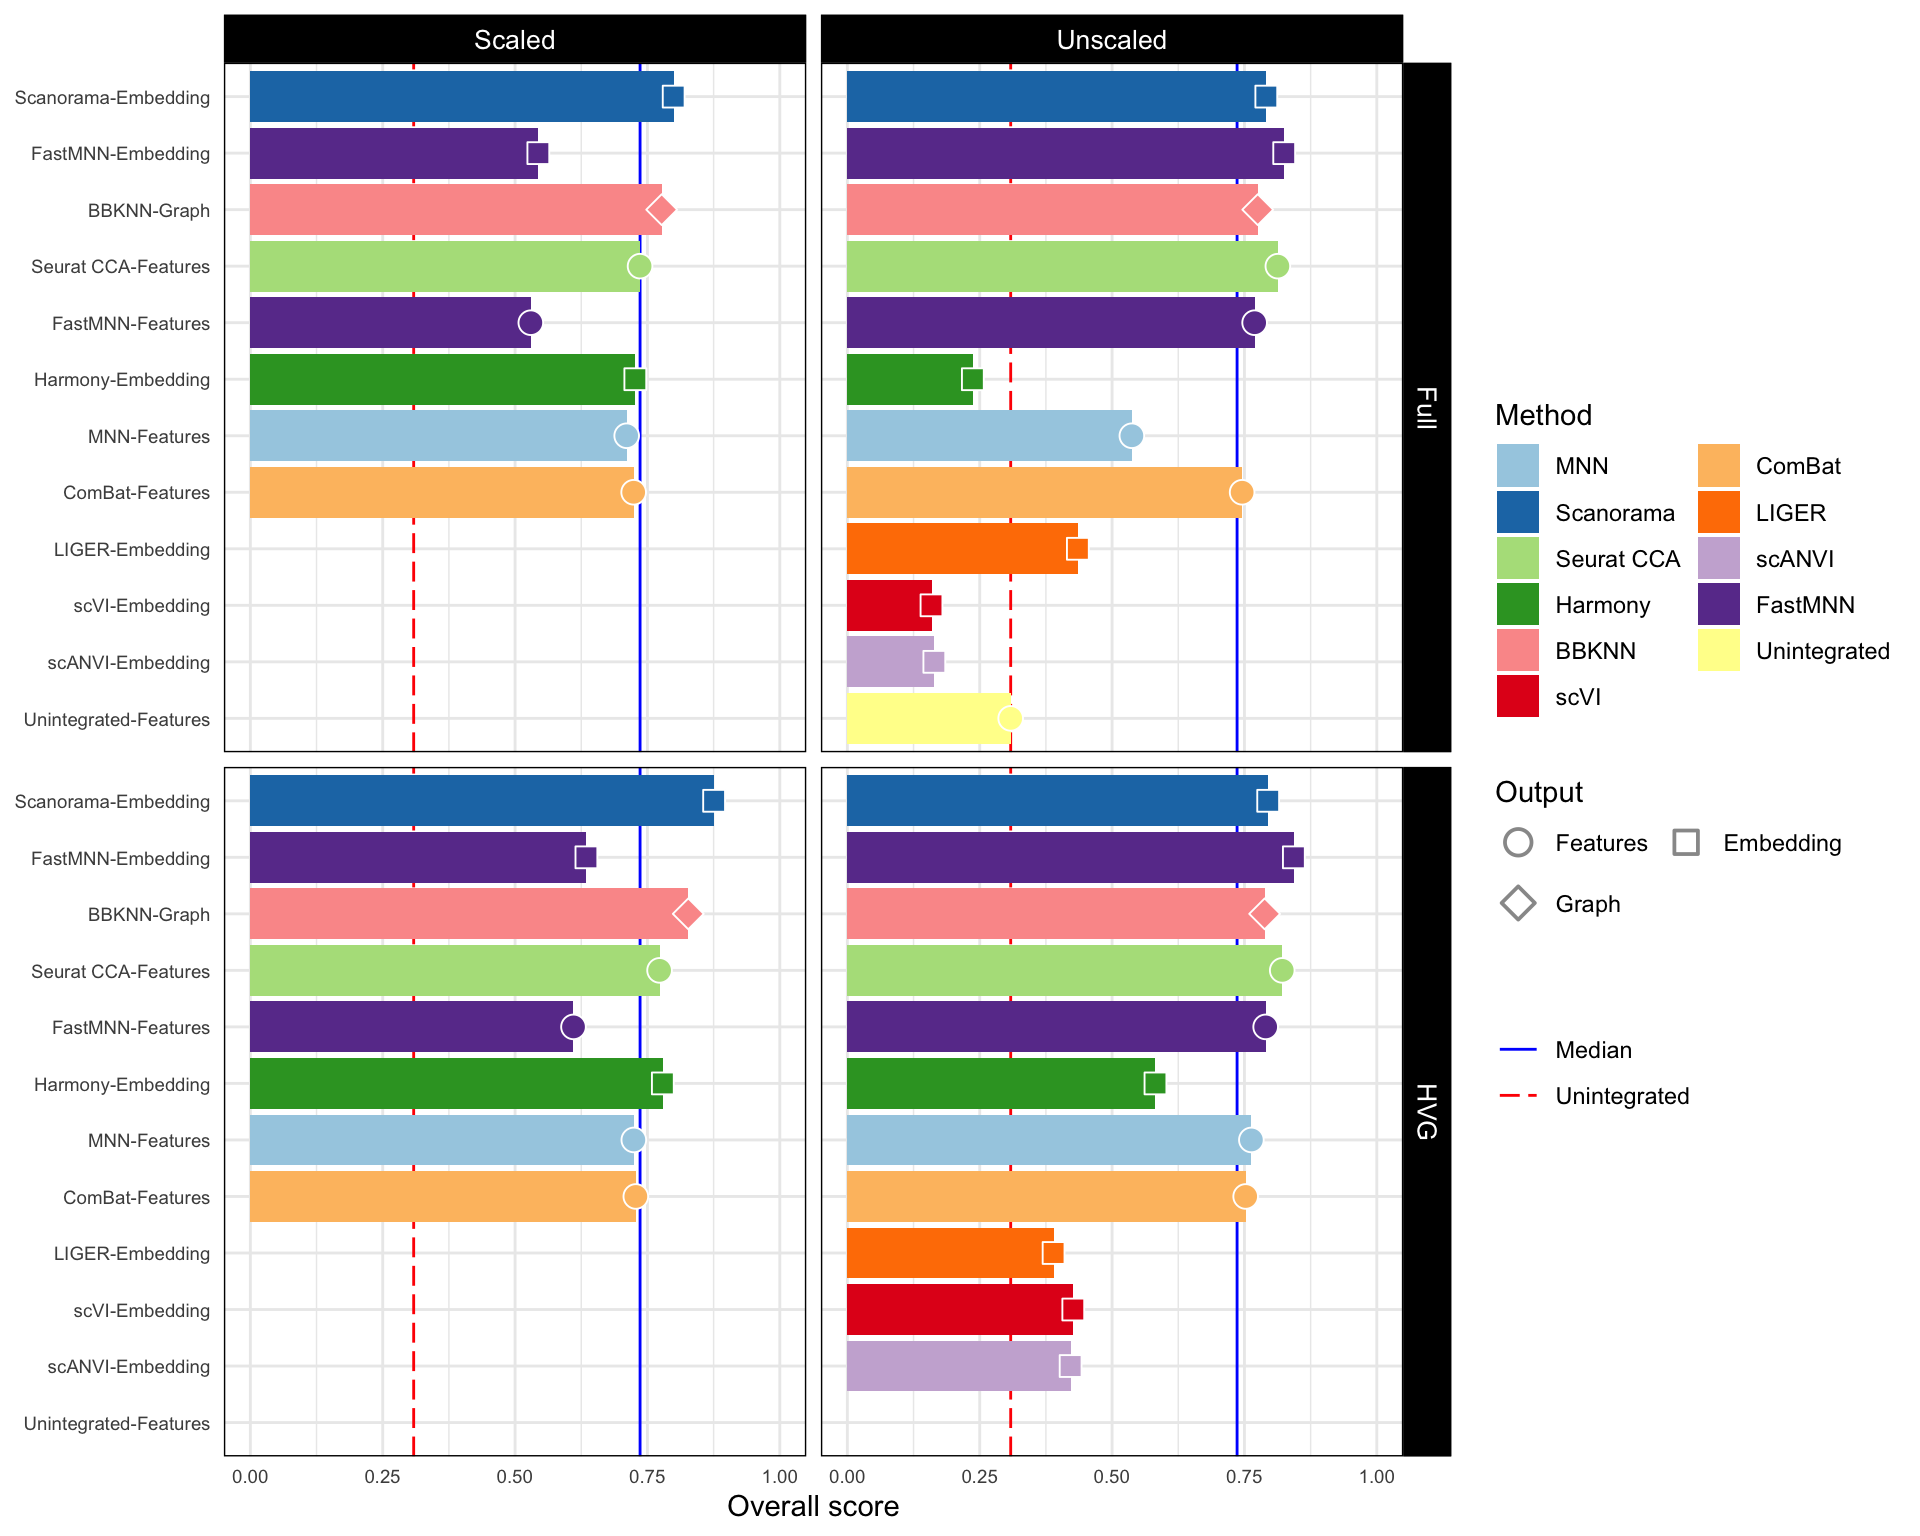 Scaled
Unscaled
Scanorama-Embedding
FastMNN-Embedding
BBKNN-Graph
Seurat CCA-Features
FastMNN-Features
Harmony-Embedding
MNN-Features
ComBat-Features
LIGER-Embedding
scVI-Embedding
scANVI-Embedding
Unintegrated-Features
Full
Scanorama-Embedding
FastMNN-Embedding
BBKNN-Graph
Seurat CCA-Features
FastMNN-Features
Harmony-Embedding
MNN-Features
ComBat-Features
LIGER-Embedding
scVI-Embedding
scANVI-Embedding
Unintegrated-Features
HVG
0.00 0.25 0.50 0.75 1.00
0.00 0.25 0.50 0.75 1.00
Overall score
Method
MNN
Scanorama
Seurat CCA
Harmony
BBKNN
scVI
ComBat
LIGER
scANVI
FastMNN
Unintegrated
Output
Features
Embedding
Graph
Median
Unintegrated